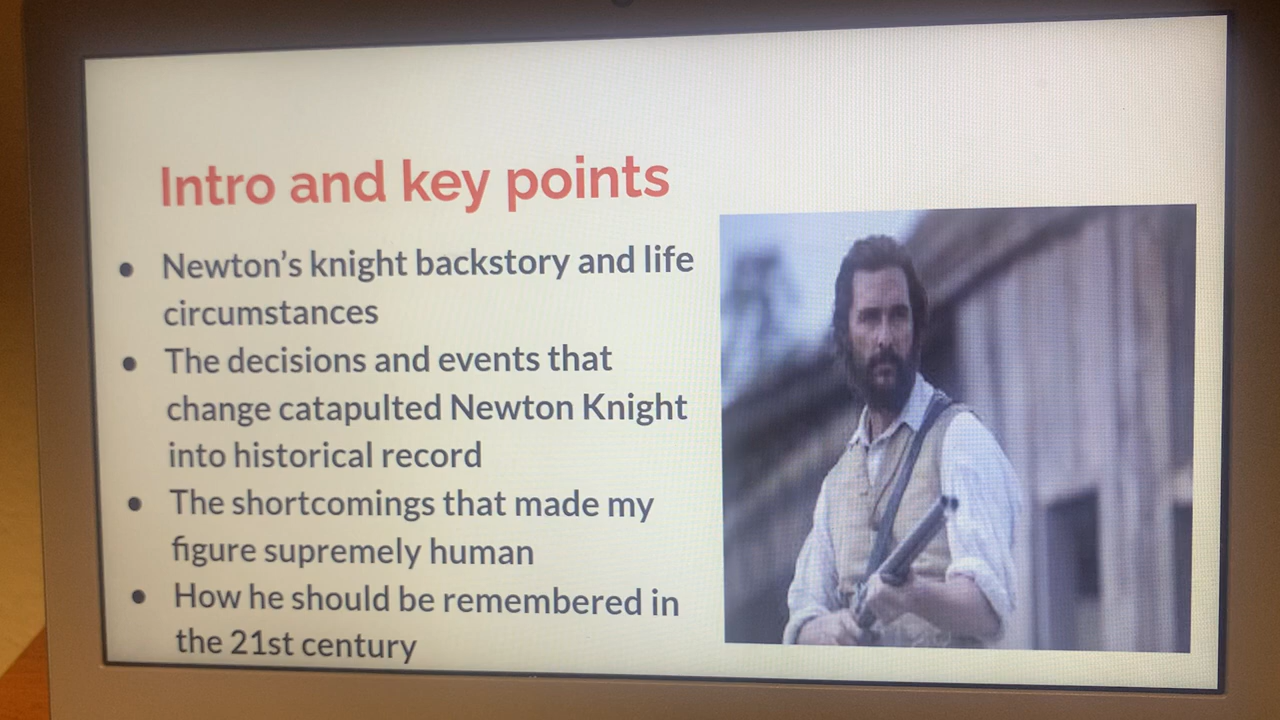 Intro and key points
• Newton's knight backstory and life
circumstances
• The decisions and events that
change catapulted Newton Knight
into historical record
• The shortcomings that made my
figure supremely human
• How he should be remembered in
the 21st century